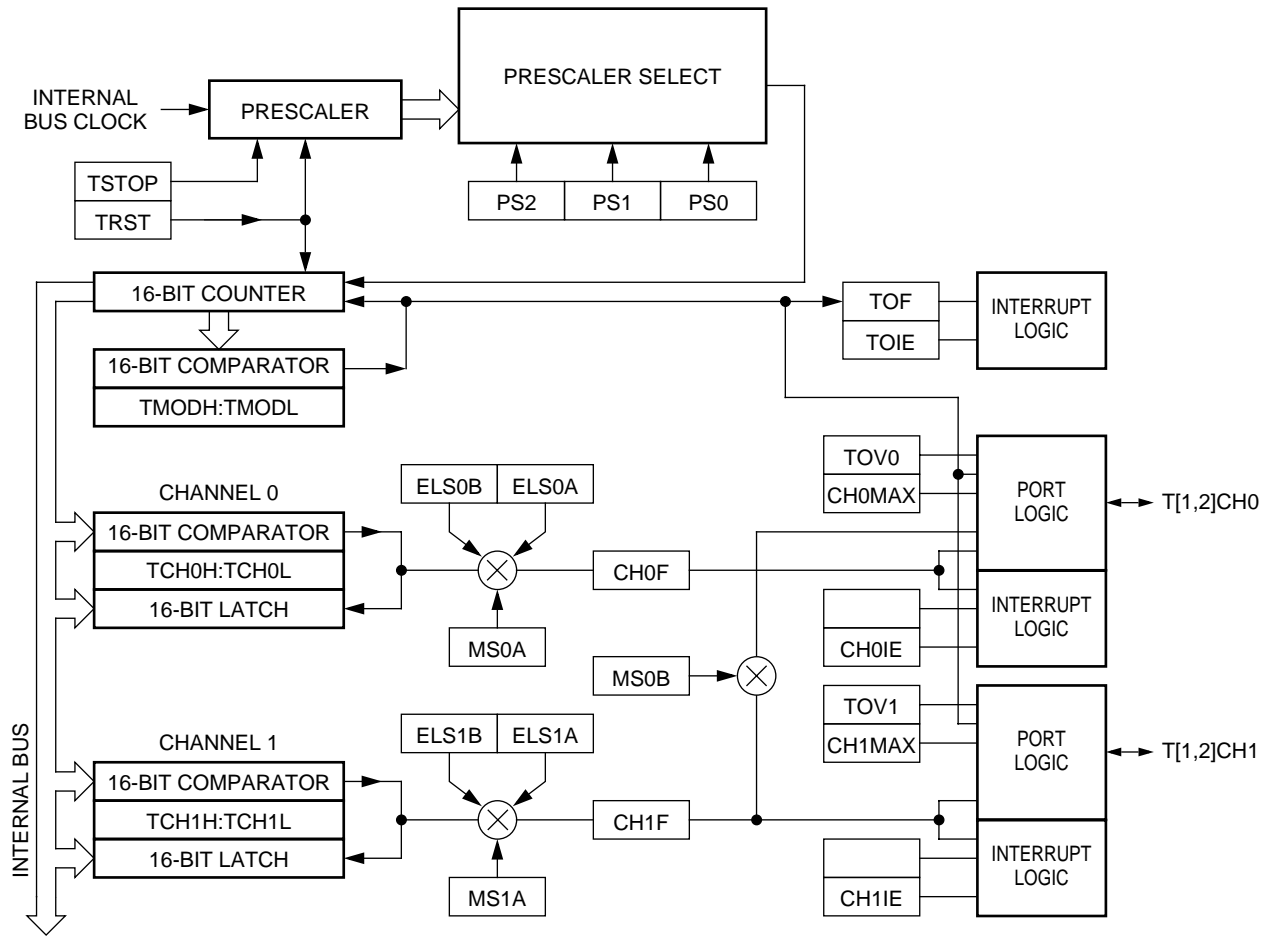 PRESCALER SELECT
INTERNAL
BUS CLOCK
PRESCALER
TSTOP
TRST
PS2
PS1
PS0
16-BIT COUNTER
TOF
TOIE
INTERRUPT
LOGIC
16-BIT COMPARATOR
TMODH:TMODL
TOV0
CH0MAX
PORT
LOGIC
T[1,2]CH0
CHANNEL 0
ELS0B
ELS0A
16-BIT COMPARATOR
TCH0H:TCH0L
16-BIT LATCH
CH0F
MS0A
INTERRUPT
LOGIC
CH0IE
MS0B
TOV1
CH1MAX
PORT
LOGIC
T[1,2]CH1
CHANNEL 1
ELS1B
ELS1A
16-BIT COMPARATOR
TCH1H:TCH1L
16-BIT LATCH
CH1F
MS1A
INTERRUPT
LOGIC
CH1IE
INTERNAL BUS